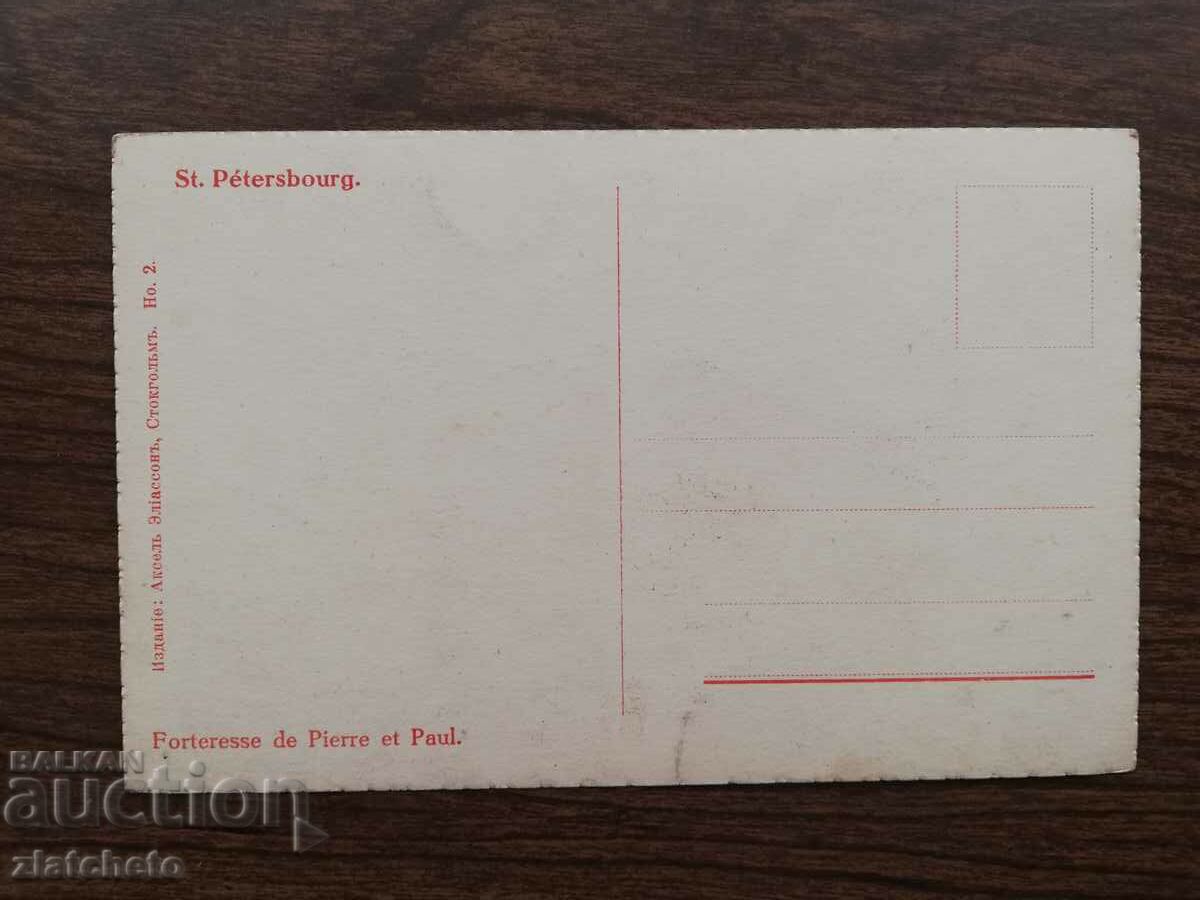 St. Pétersbourg.
Изданіе: Аксель Эліассонъ, Стокгольмъ. Но. 2.
Forteresse de Pierre et Paul.
BALKAN
auction
zlatcheto